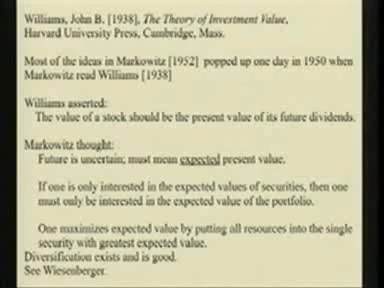 Williams, John B. [1938], The Theory of Investment Value,
Harvard University Press, Cambridge, Mass.
Most of the ideas in Markowitz [1952] popped up one day in 1950 when
Markowitz read Williams [1938]
Williams asserted:
The value of a stock should be the present value of its future dividends.
Markowitz thought:
Future is uncertain; must mean expected present value.
If one is only interested in the expected values of securities, then one
must only be interested in the expected value of the portfolio.
One maximizes expected value by putting all resources into the single
security with greatest expected value.
Diversification exists and is good.
See Wiesenberger.